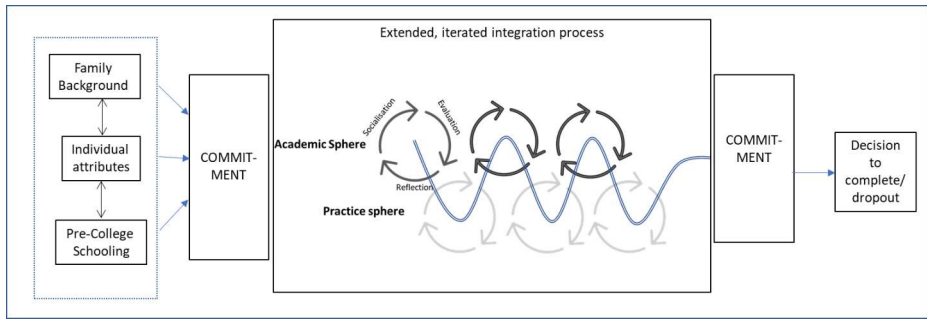 Extended, iterated integration process
Family
Background
Individual
attributes
Pre-College
Schooling
COMMIT-
MENT
Socialisation
Evaluation
Reflection
Academic Sphere
Practice sphere
COMMIT-
MENT
Decision
to
complete/
dropout